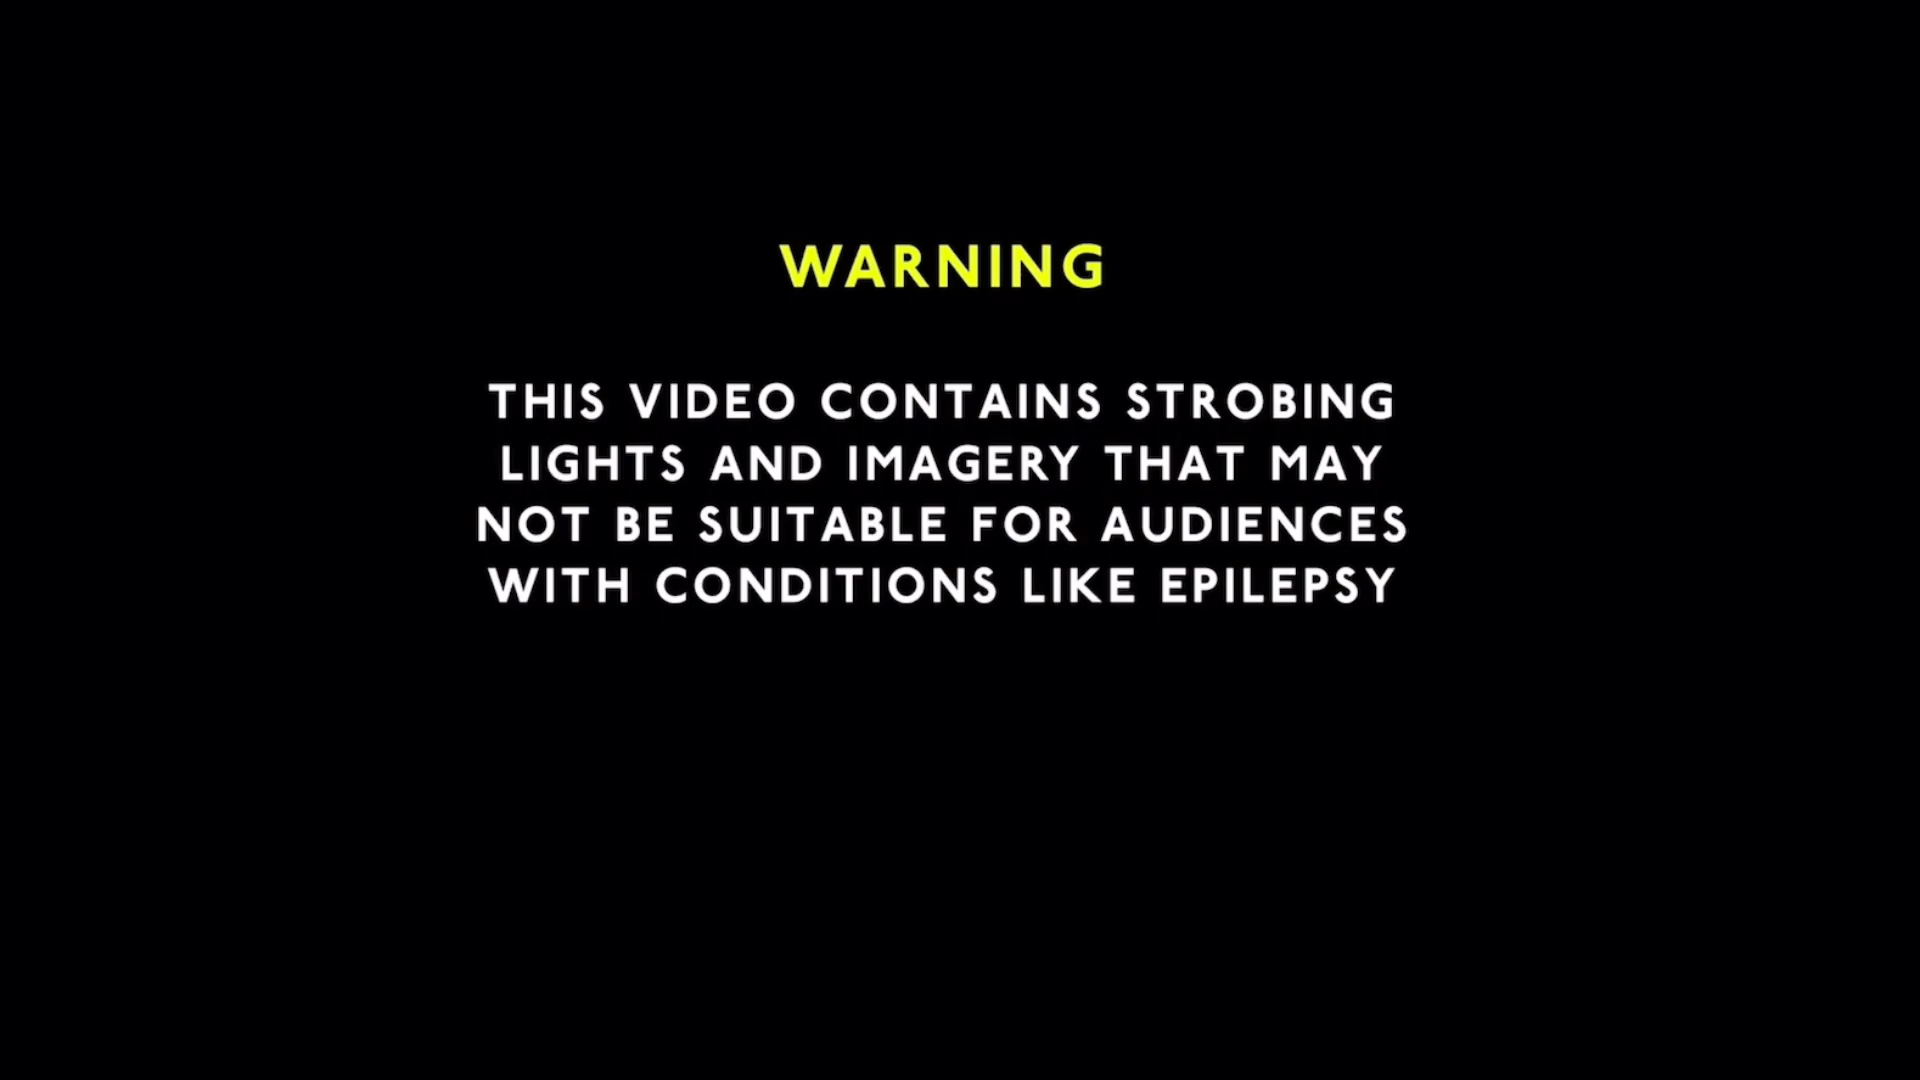 WARNING
THIS VIDEO CONTAINS STROBING
LIGHTS AND IMAGERY THAT MAY
NOT BE SUITABLE FOR AUDIENCES
WITH CONDITIONS LIKE EPILEPSY